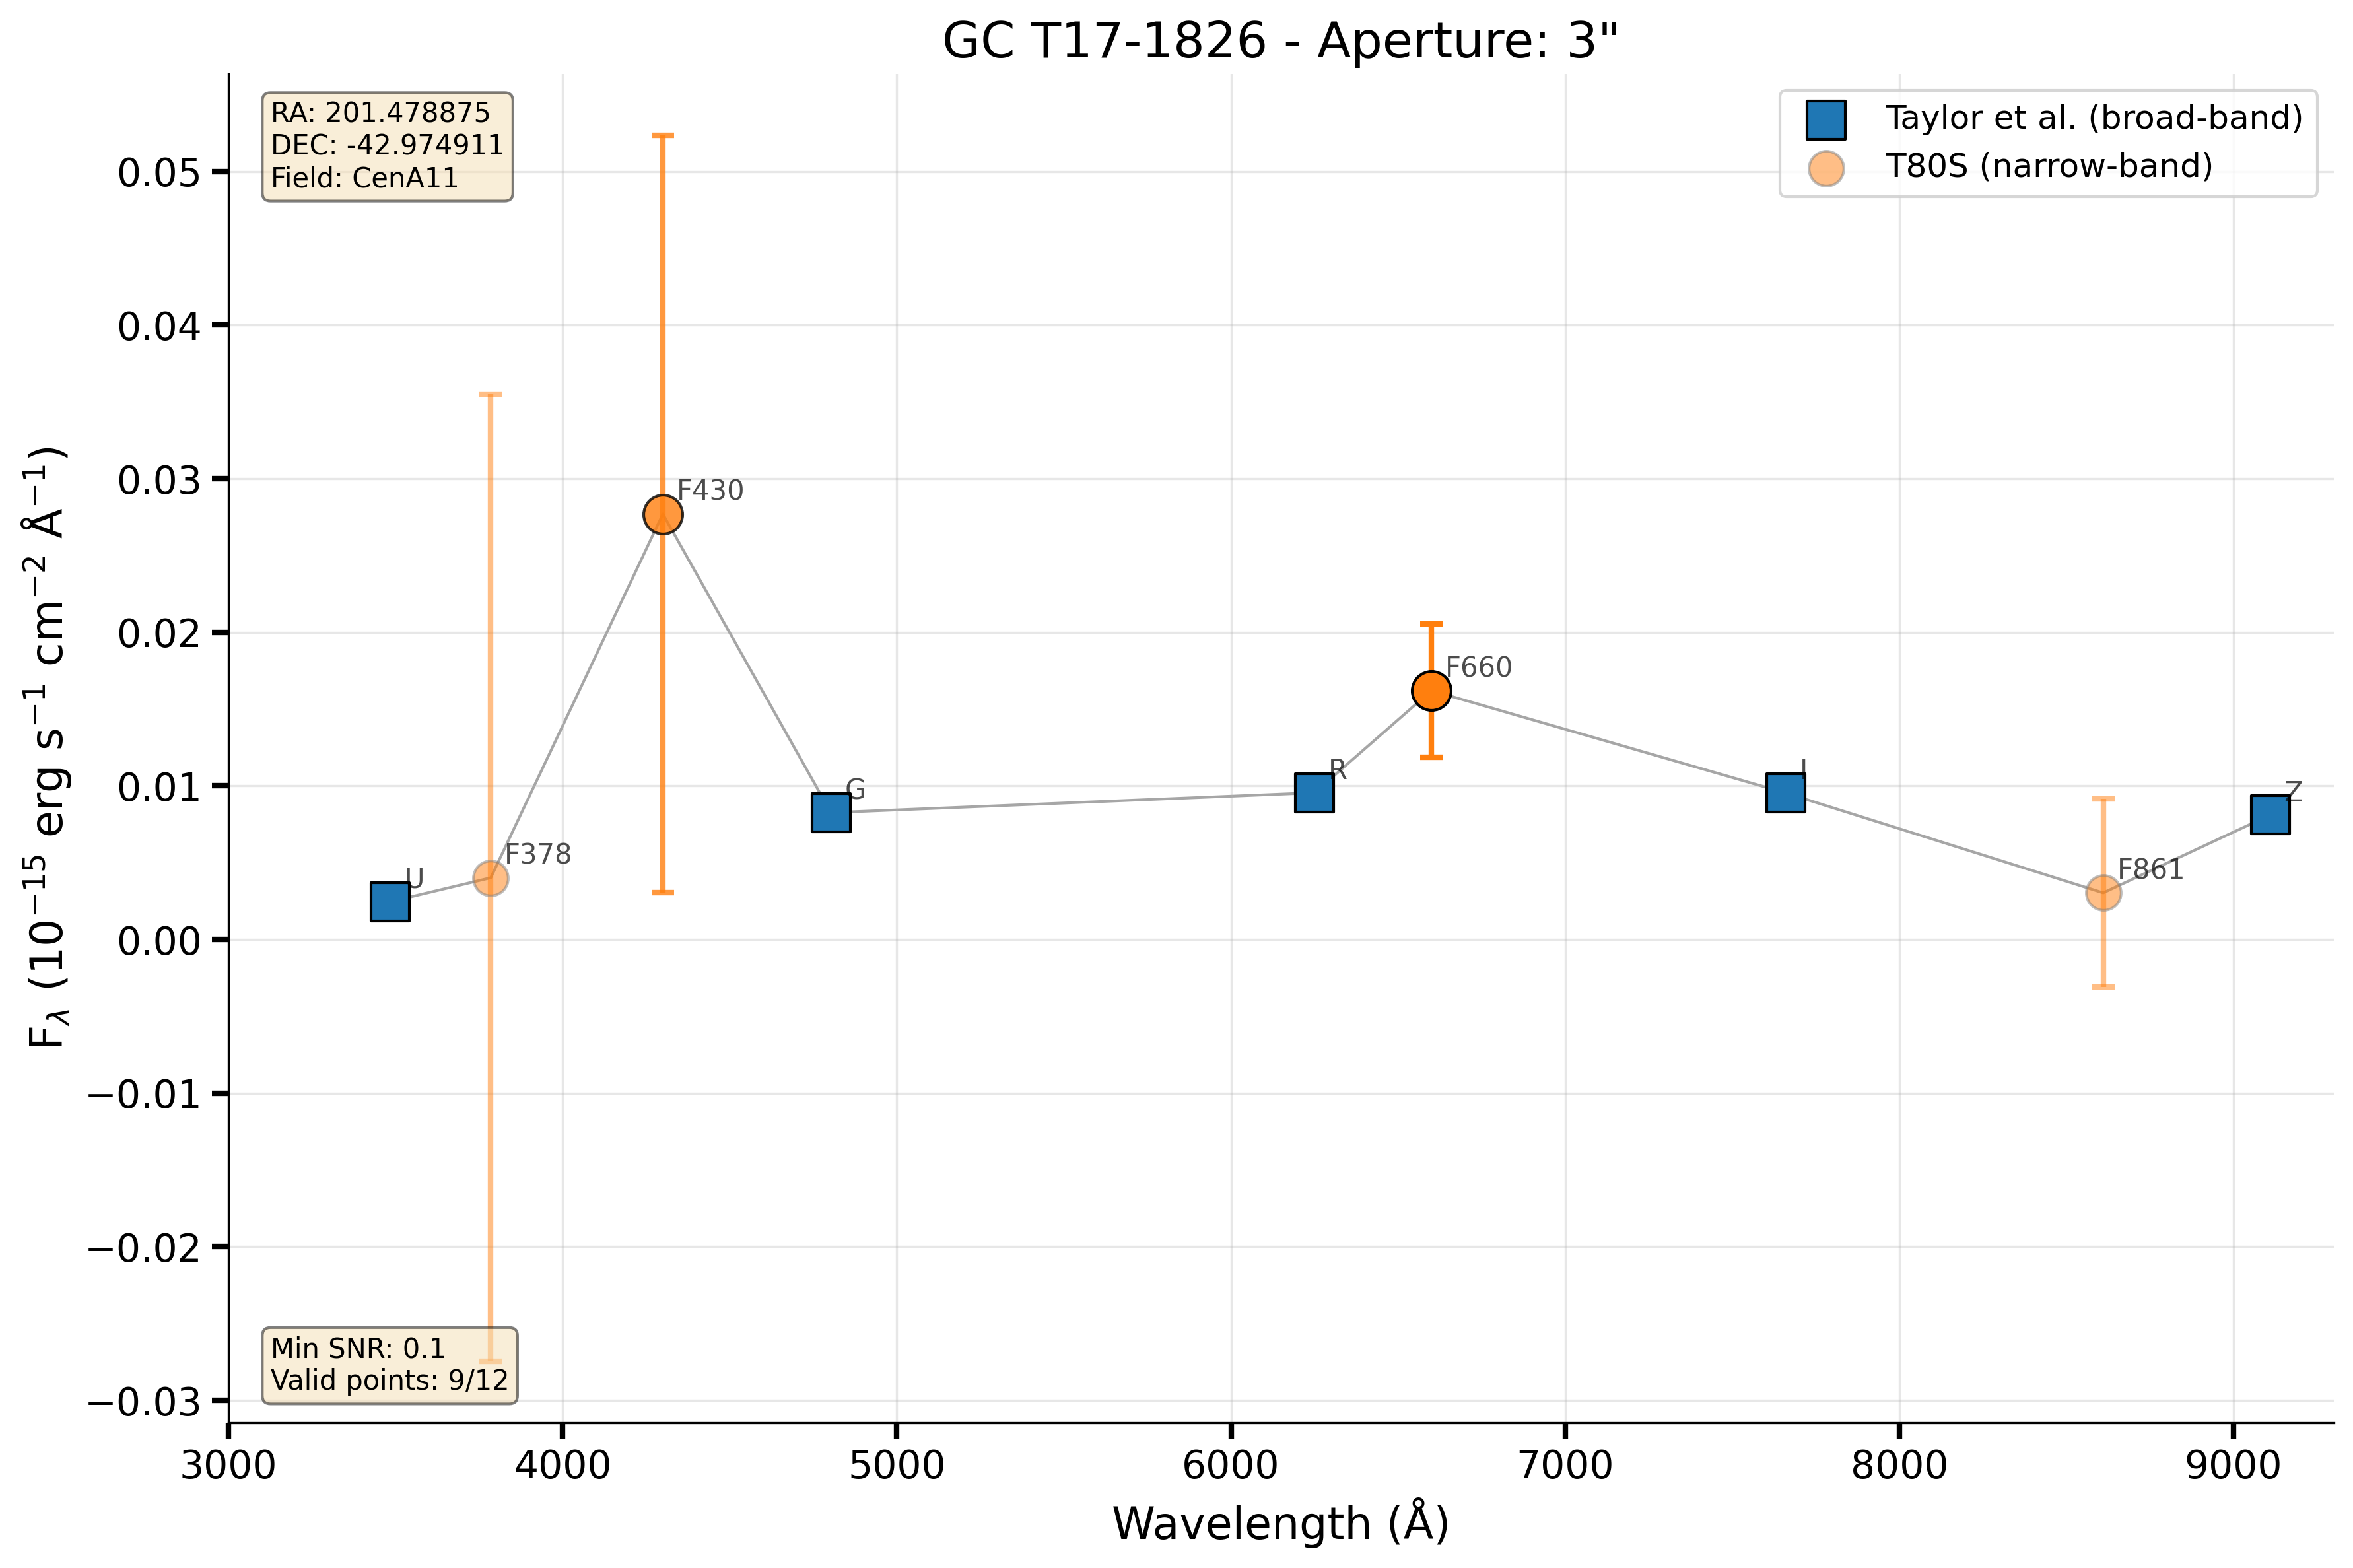 GC T17-1826 - Aperture: 3"
RA: 201.478875
DEC: -42.974911
Field: CenA11
Taylor et al. (broad-band)
T80S (narrow-band)
0.05
0.04
0.03
0.02
0.01
0.00
−0.01
−0.02
−0.03
F$_λ$ (10$^{−15}$ erg s$^{−1}$ cm$^{−2}$ Å$^{−1}$)
U
F378
F430
G
R
F660
I
F861
Z
Min SNR: 0.1
Valid points: 9/12
3000 4000 5000 6000 7000 8000 9000
Wavelength (Å)